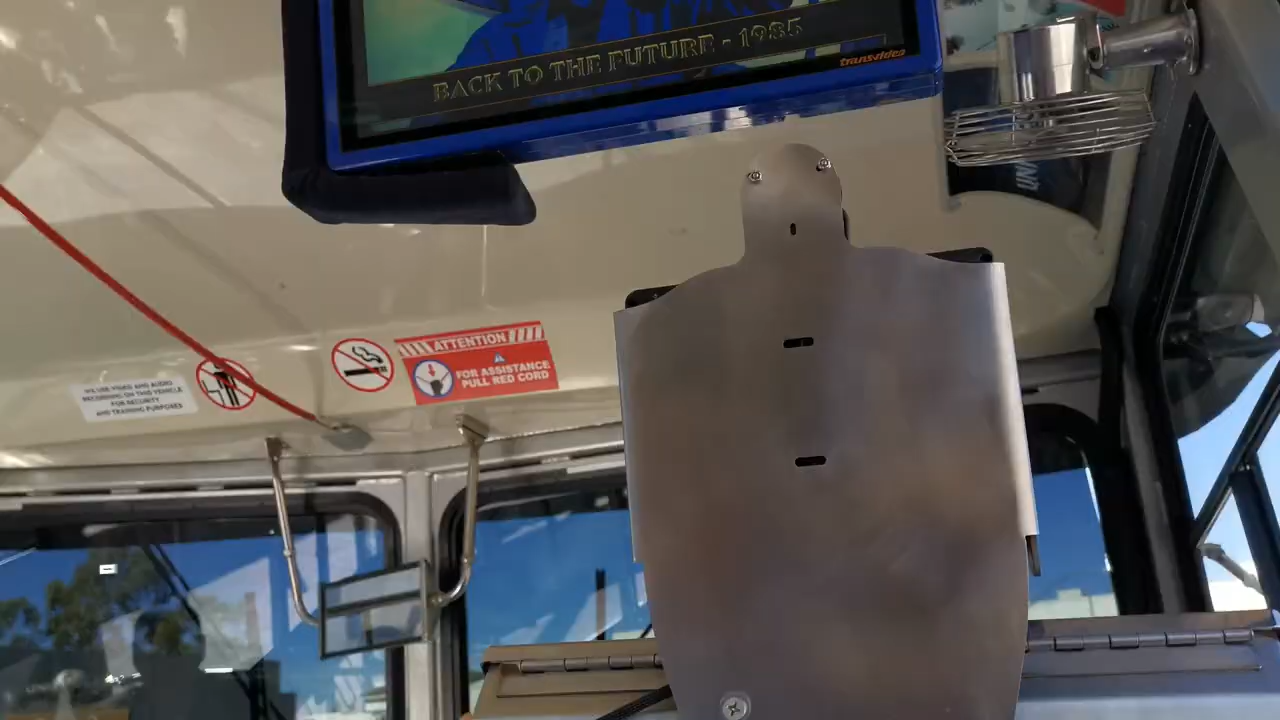 BACK TO THE FUTURE - 1985
transvideo
UNI
ATTENTION
FOR ASSISTANCE
PULL RED CORD
WE USE VIDEO AND AUDIO
RECORDING ON THIS VEHICLE
FOR SECURITY
AND TRAINING PURPOSES